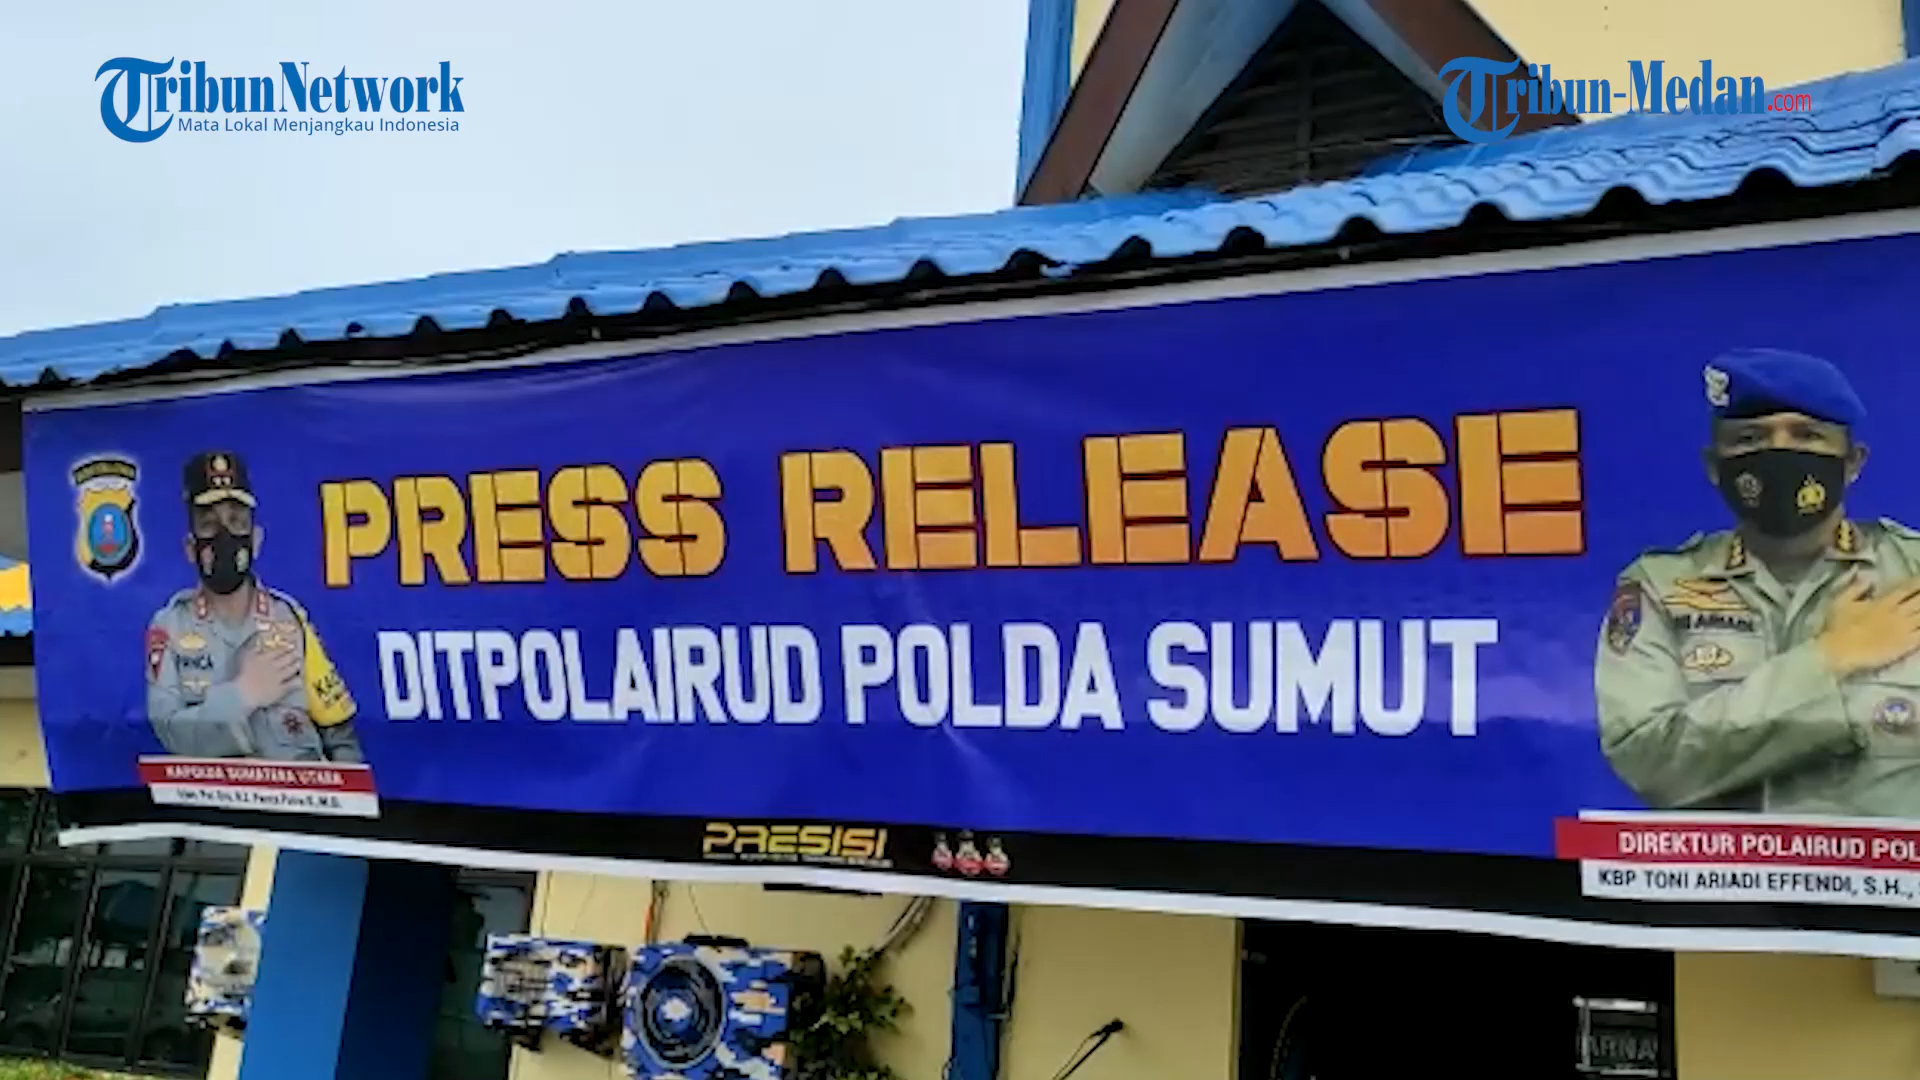 TribunNetwork
Mata Lokal Menjangkau Indonesia
Tribun-Medan.com
PRESS RELEASE
DITPOLAIRUD POLDA SUMUT
PANCA
KAPOLDA SUMATERA UTARA
PRESISI
DIREKTUR POLAIRUD POL
KBP TONI ARIADI EFFENDI, S.H.,